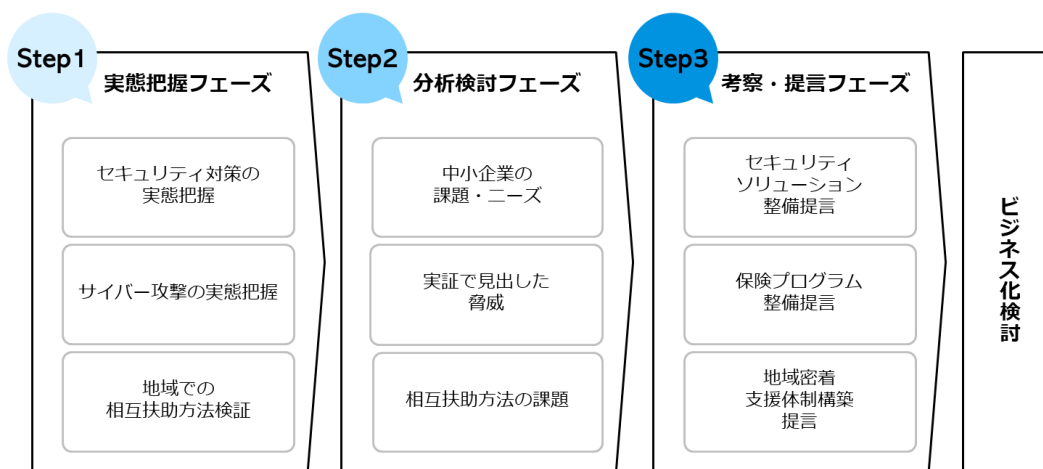 Step1
実態把握フェーズ
セキュリティ対策の
実態把握
サイバー攻撃の実態把握
地域での
相互扶助方法検証
Step2
分析検討フェーズ
中小企業の
課題・ニーズ
実証で見出した
脅威
相互扶助方法の課題
Step3
考察・提言フェーズ
セキュリティ
ソリューション
整備提言
保険プログラム
整備提言
地域密着
支援体制構築
提言
ビジネス化検討